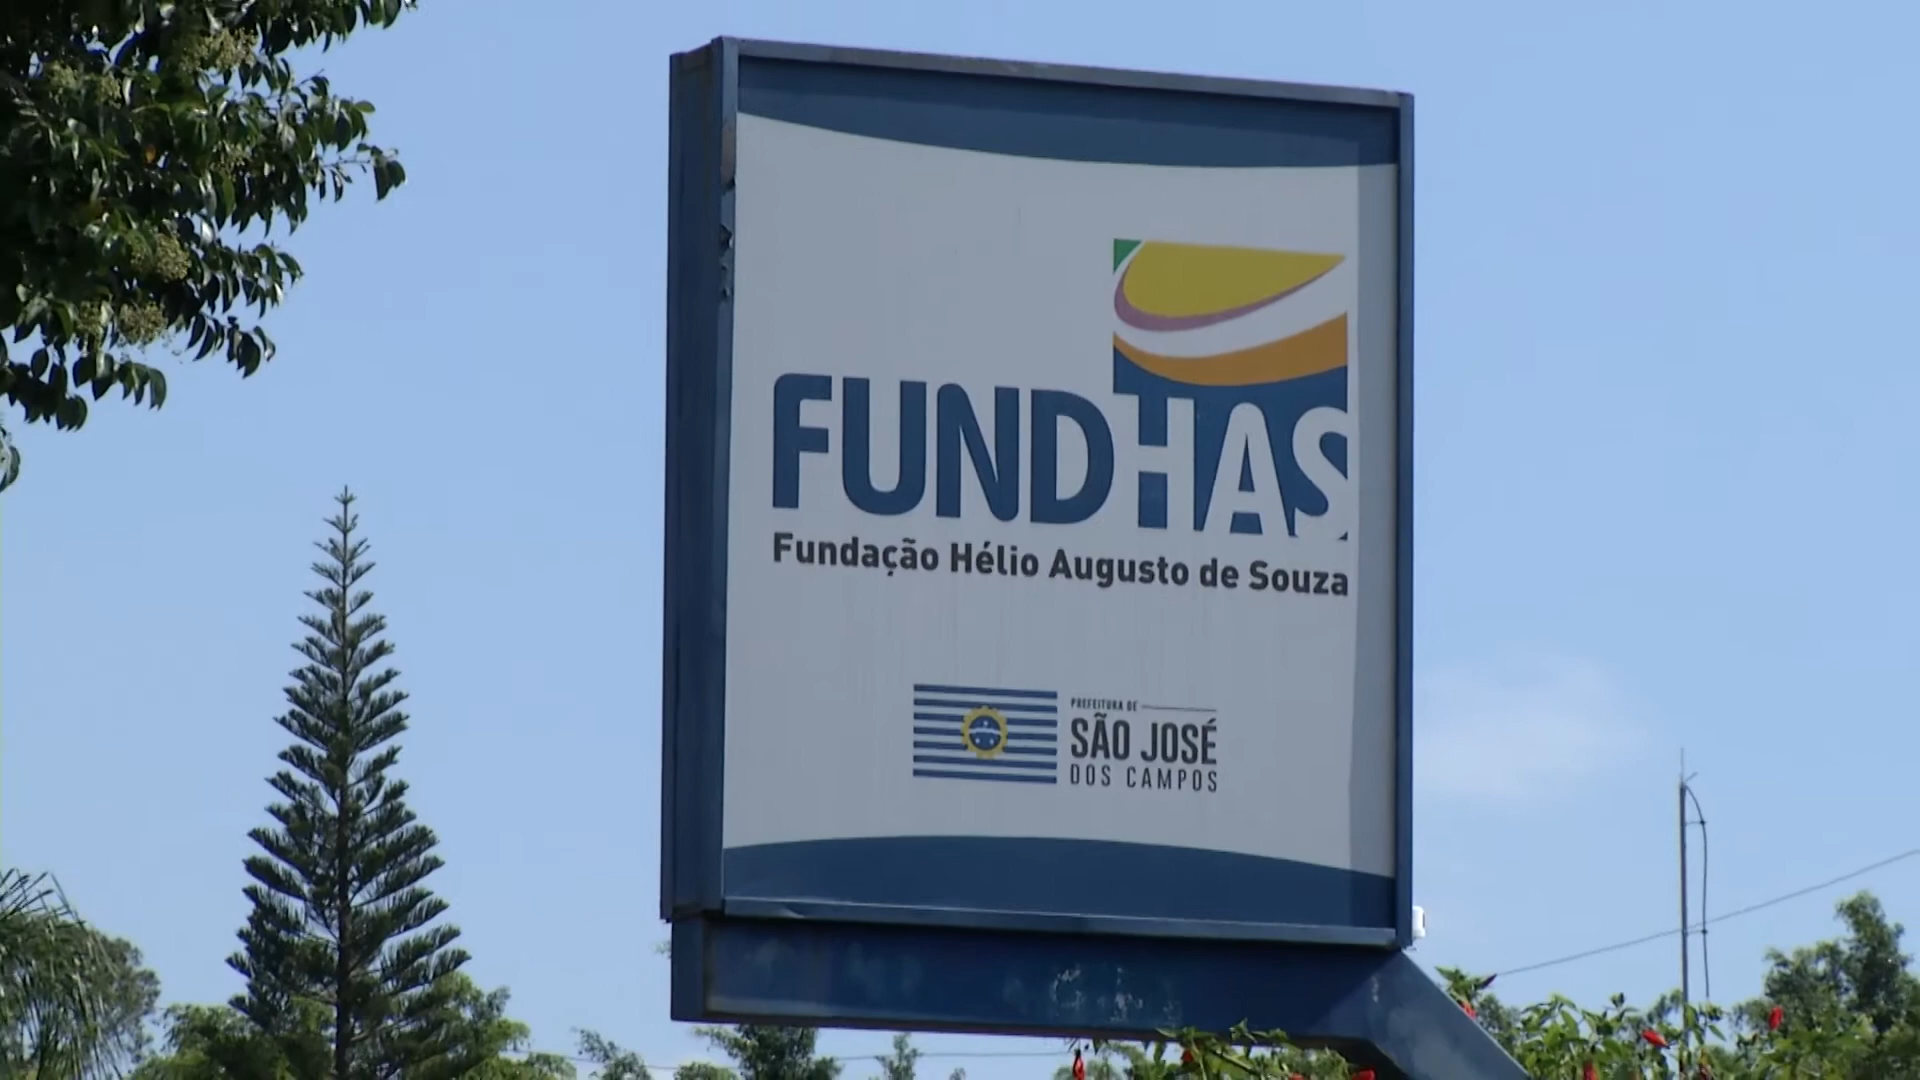 FUNDHAS
Fundação Hélio Augusto de Souza
PREFEITURA DE
SÃO JOSÉ
DOS CAMPOS